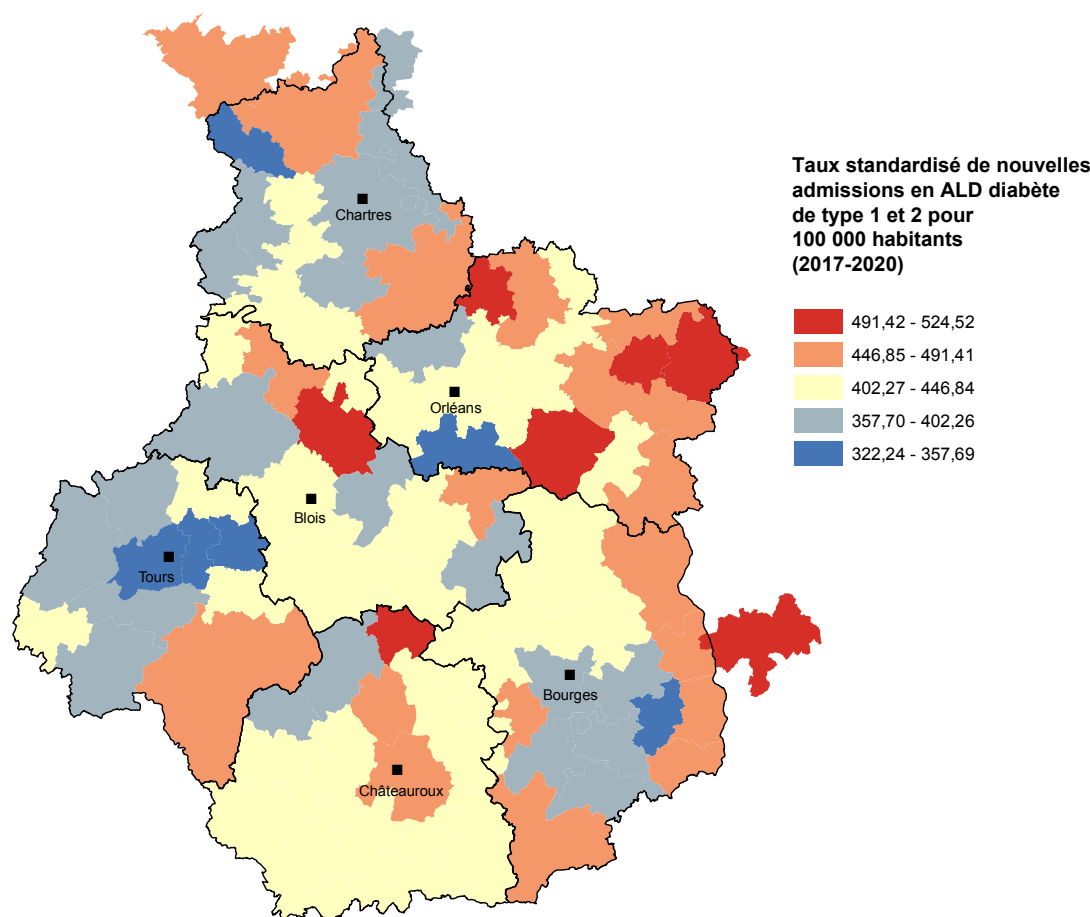 Taux standardisé de nouvelles
admissions en ALD diabète
de type 1 et 2 pour
100 000 habitants
(2017-2020)
491,42 - 524,52
446,85 - 491,41
402,27 - 446,84
357,70 - 402,26
322,24 - 357,69
Chartres
Orléans
Blois
Tours
Bourges
Châteauroux